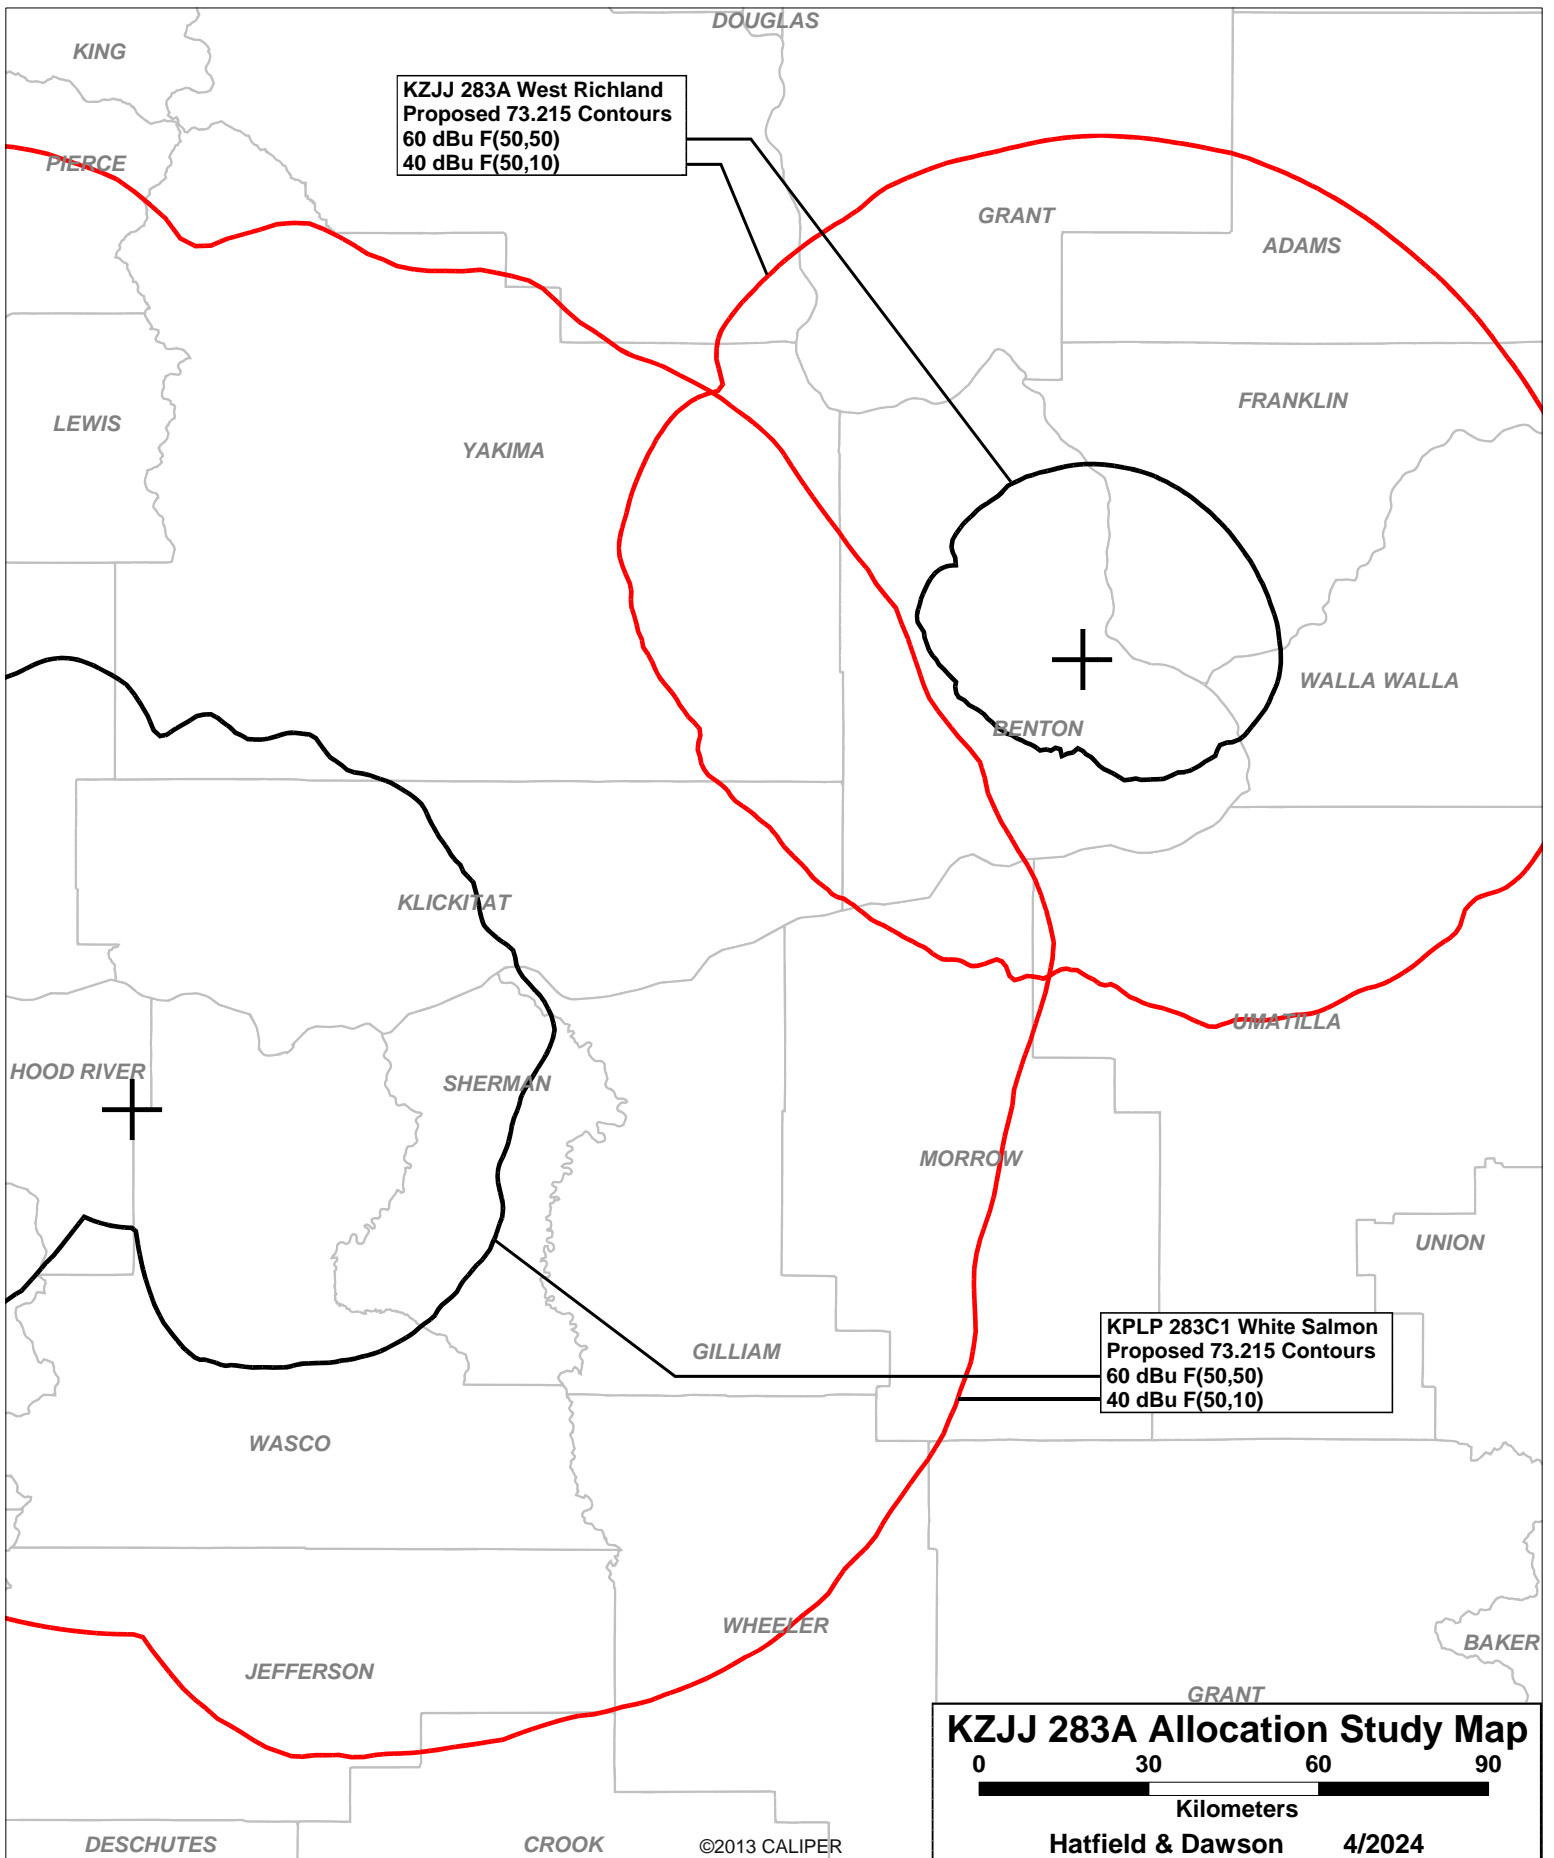 DOUGLAS
KING
KZJJ 283A West Richland
Proposed 73.215 Contours
60 dBu F(50,50)
40 dBu F(50,10)
PIERCE
GRANT
ADAMS
FRANKLIN
LEWIS
YAKIMA
WALLA WALLA
BENTON
KLICKITAT
UMATILLA
HOOD RIVER
SHERMAN
MORROW
UNION
KPLP 283C1 White Salmon
Proposed 73.215 Contours
60 dBu F(50,50)
40 dBu F(50,10)
GILLIAM
WASCO
WHEELER
BAKER
JEFFERSON
GRANT
KZJJ 283A Allocation Study Map
0 30 60 90
Kilometers
Hatfield & Dawson 4/2024
DESCHUTES
CROOK
©2013 CALIPER